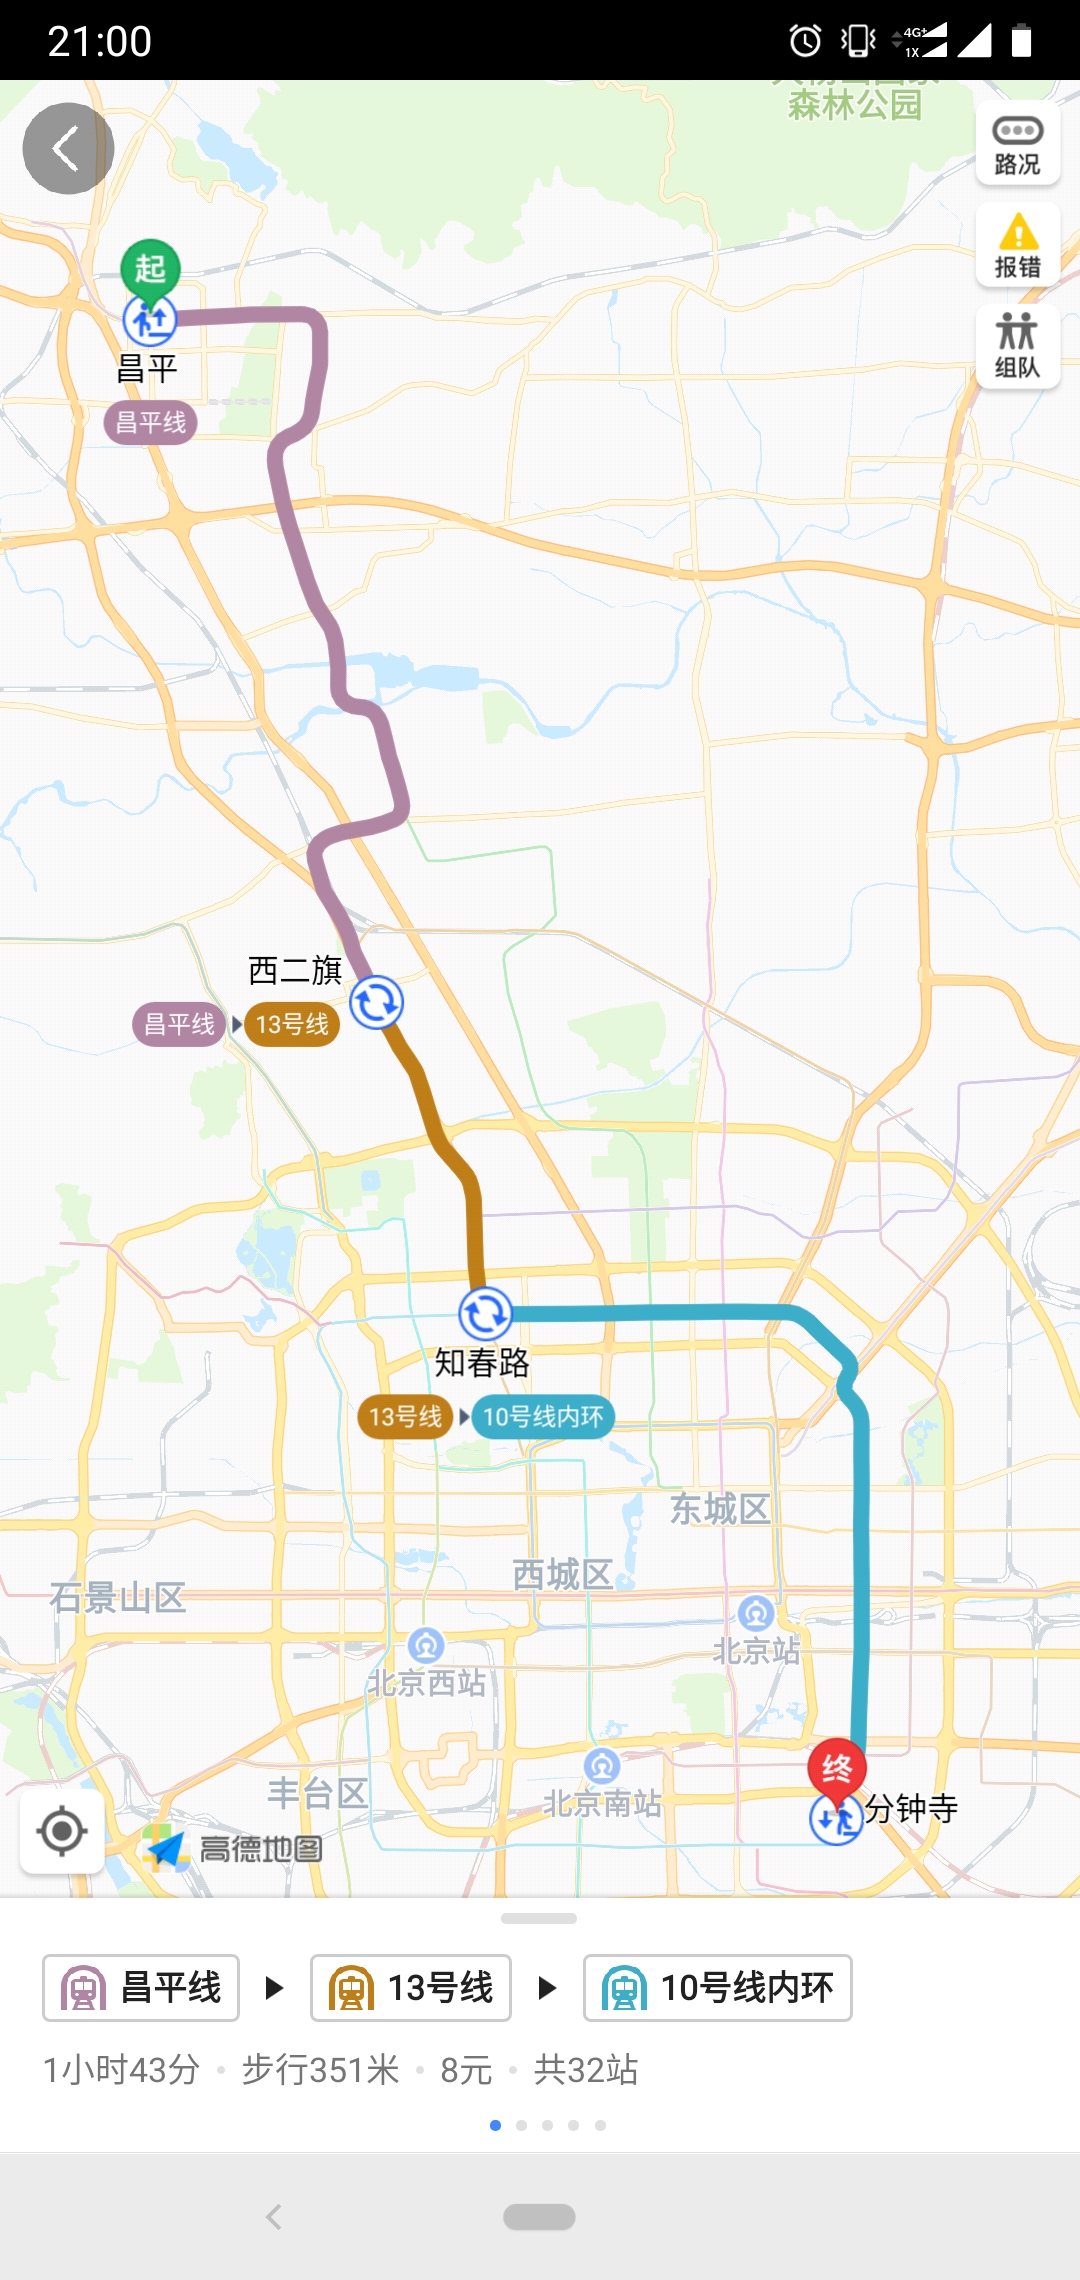 21:00
4G+
1X
森林公园
路况
报错
组队
起
昌平
昌平线
西二旗
昌平线 13号线
知春路
13号线 10号线内环
东城区
西城区
石景山区
北京站
北京西站
终
分钟寺
丰台区
北京南站
高德地图
昌平线 13号线 10号线内环
1小时43分 · 步行351米 · 8元 · 共32站